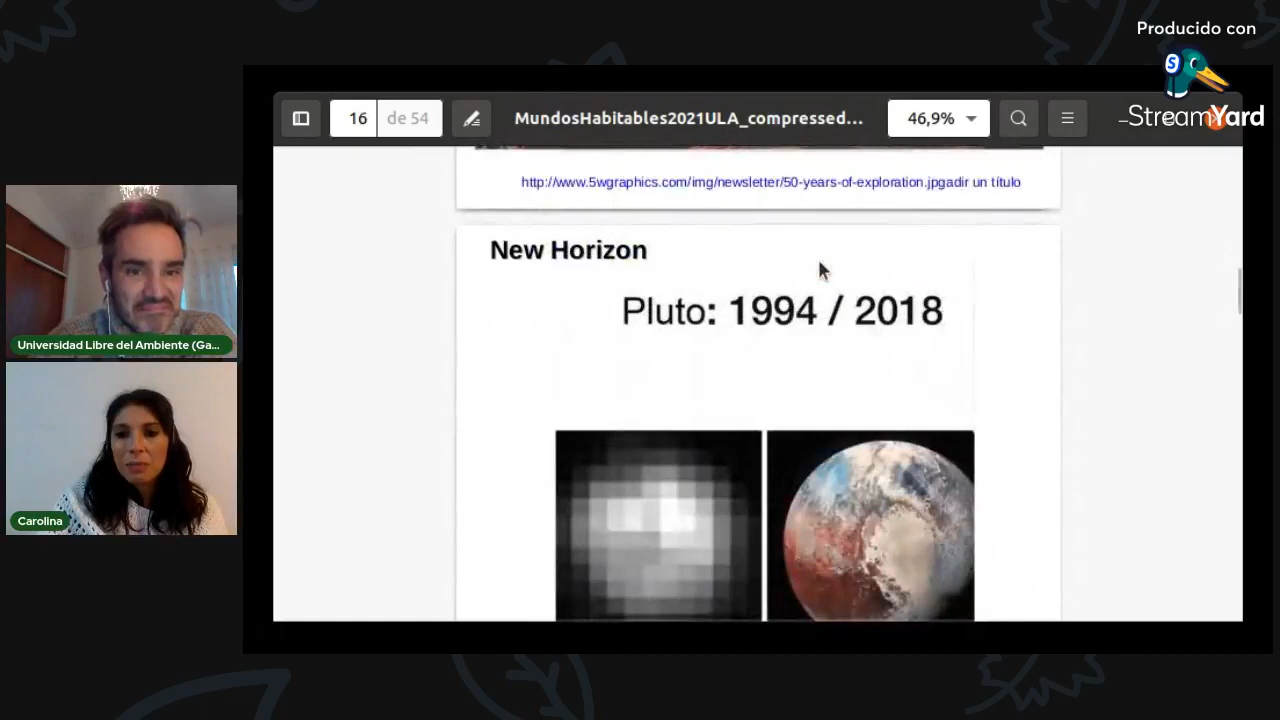 Producido con
StreamYard
16 de 54
MundosHabitables2021ULA_compressed...
46,9%
http://www.5wgraphics.com/img/newsletter/50-years-of-exploration.jpgadir un título
New Horizon
Pluto: 1994 / 2018
Universidad Libre del Ambiente (Ga...
Carolina